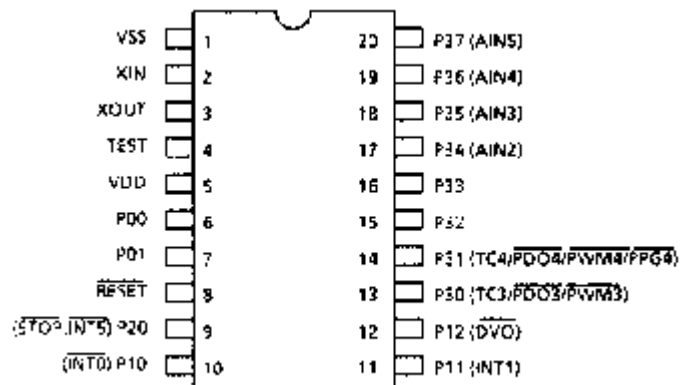 VSS 1 20 P37 (AIN5)
XIN 2 19 P36 (AIN4)
XOUT 3 18 P35 (AIN3)
TEST 4 17 P34 (AIN2)
VDD 5 16 P33
P00 6 15 P32
P01 7 14 P31 (TC4/PDO4/PWM4/PPG4)
RESET 8 13 P30 (TC3/PDO3/PWM3)
(STOP,INT5) P20 9 12 P12 (DVO)
(INT0) P10 10 11 P11 (INT1)